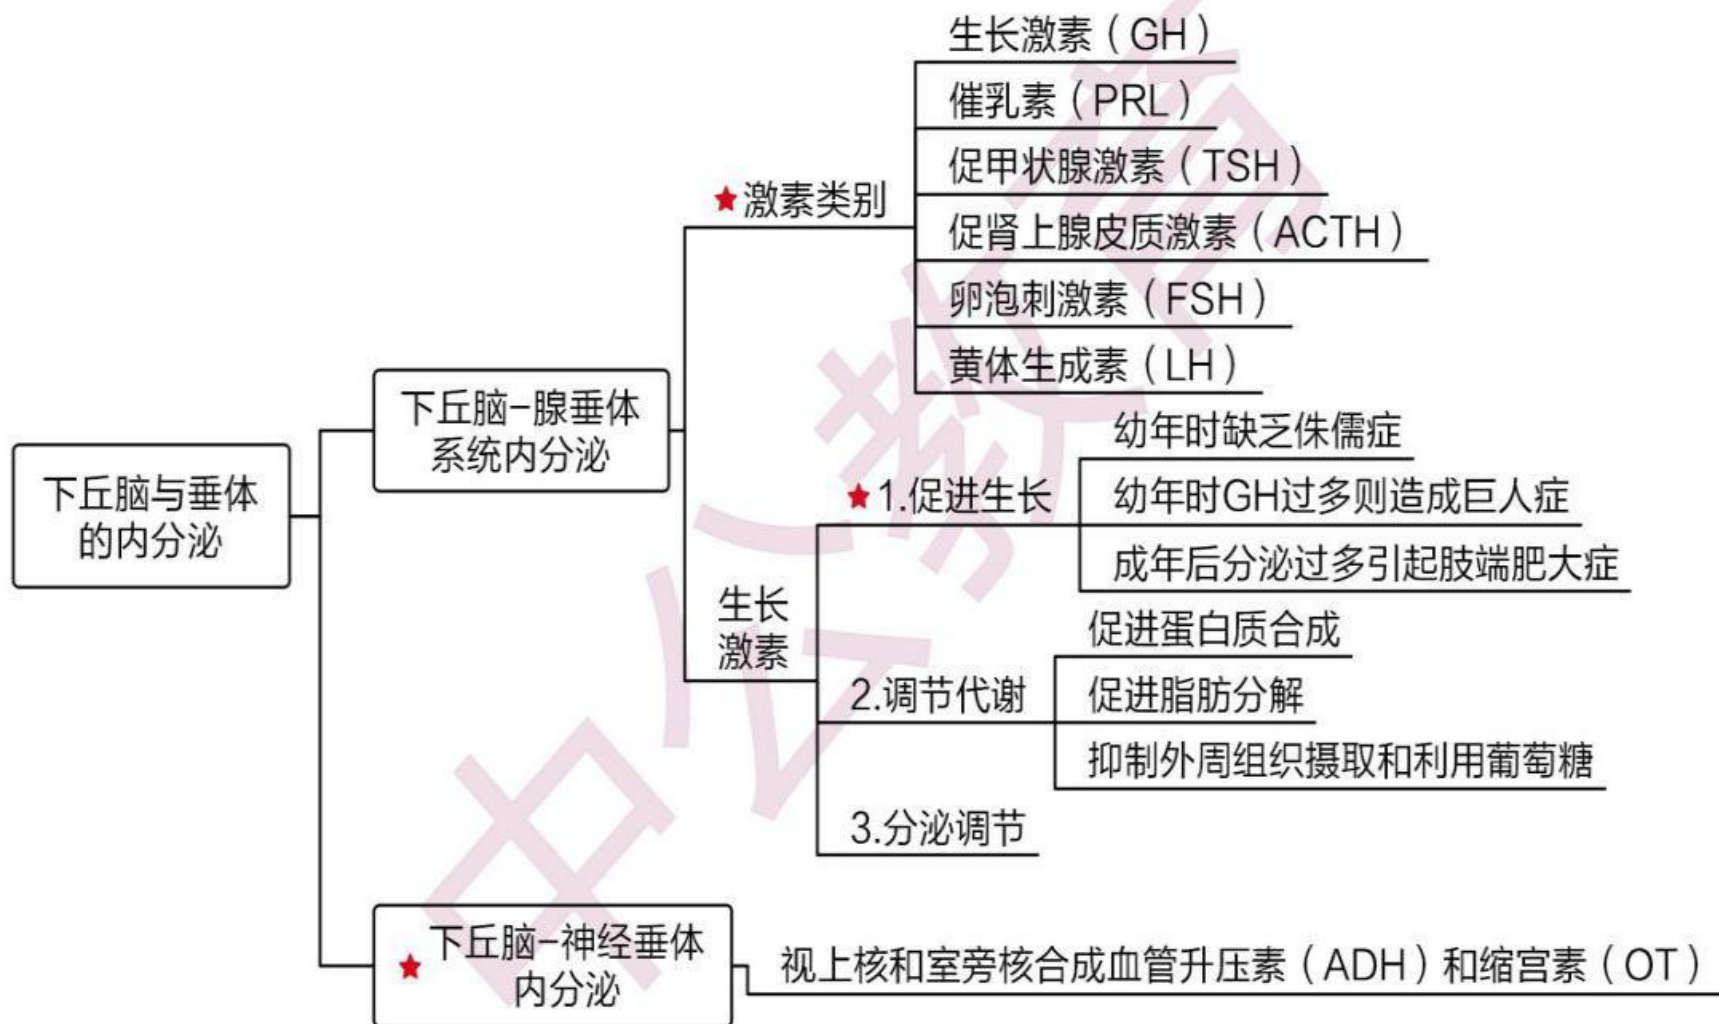 下丘脑与垂体
的内分泌
下丘脑-腺垂体
系统内分泌
★激素类别
生长激素（GH）
催乳素（PRL）
促甲状腺激素（TSH）
促肾上腺皮质激素（ACTH）
卵泡刺激素（FSH）
黄体生成素（LH）
生长
激素
★1.促进生长
幼年时缺乏侏儒症
幼年时GH过多则造成巨人症
成年后分泌过多引起肢端肥大症
2.调节代谢
促进蛋白质合成
促进脂肪分解
抑制外周组织摄取和利用葡萄糖
3.分泌调节
★下丘脑-神经垂体
内分泌
视上核和室旁核合成血管升压素（ADH）和缩宫素（OT）
中公教育